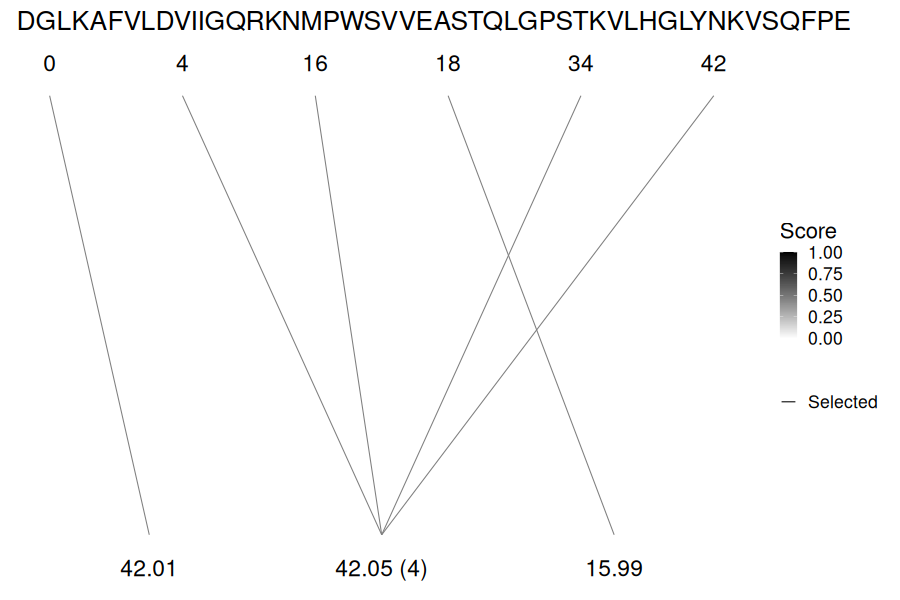 DGLKAFVLDVIIGQRKNMPWSVVEASTQLGPSTKVLHGLYNKVSQFPE
0 4 16 18 34 42
Score
1.00
0.75
0.50
0.25
0.00
Selected
42.01 42.05 (4) 15.99